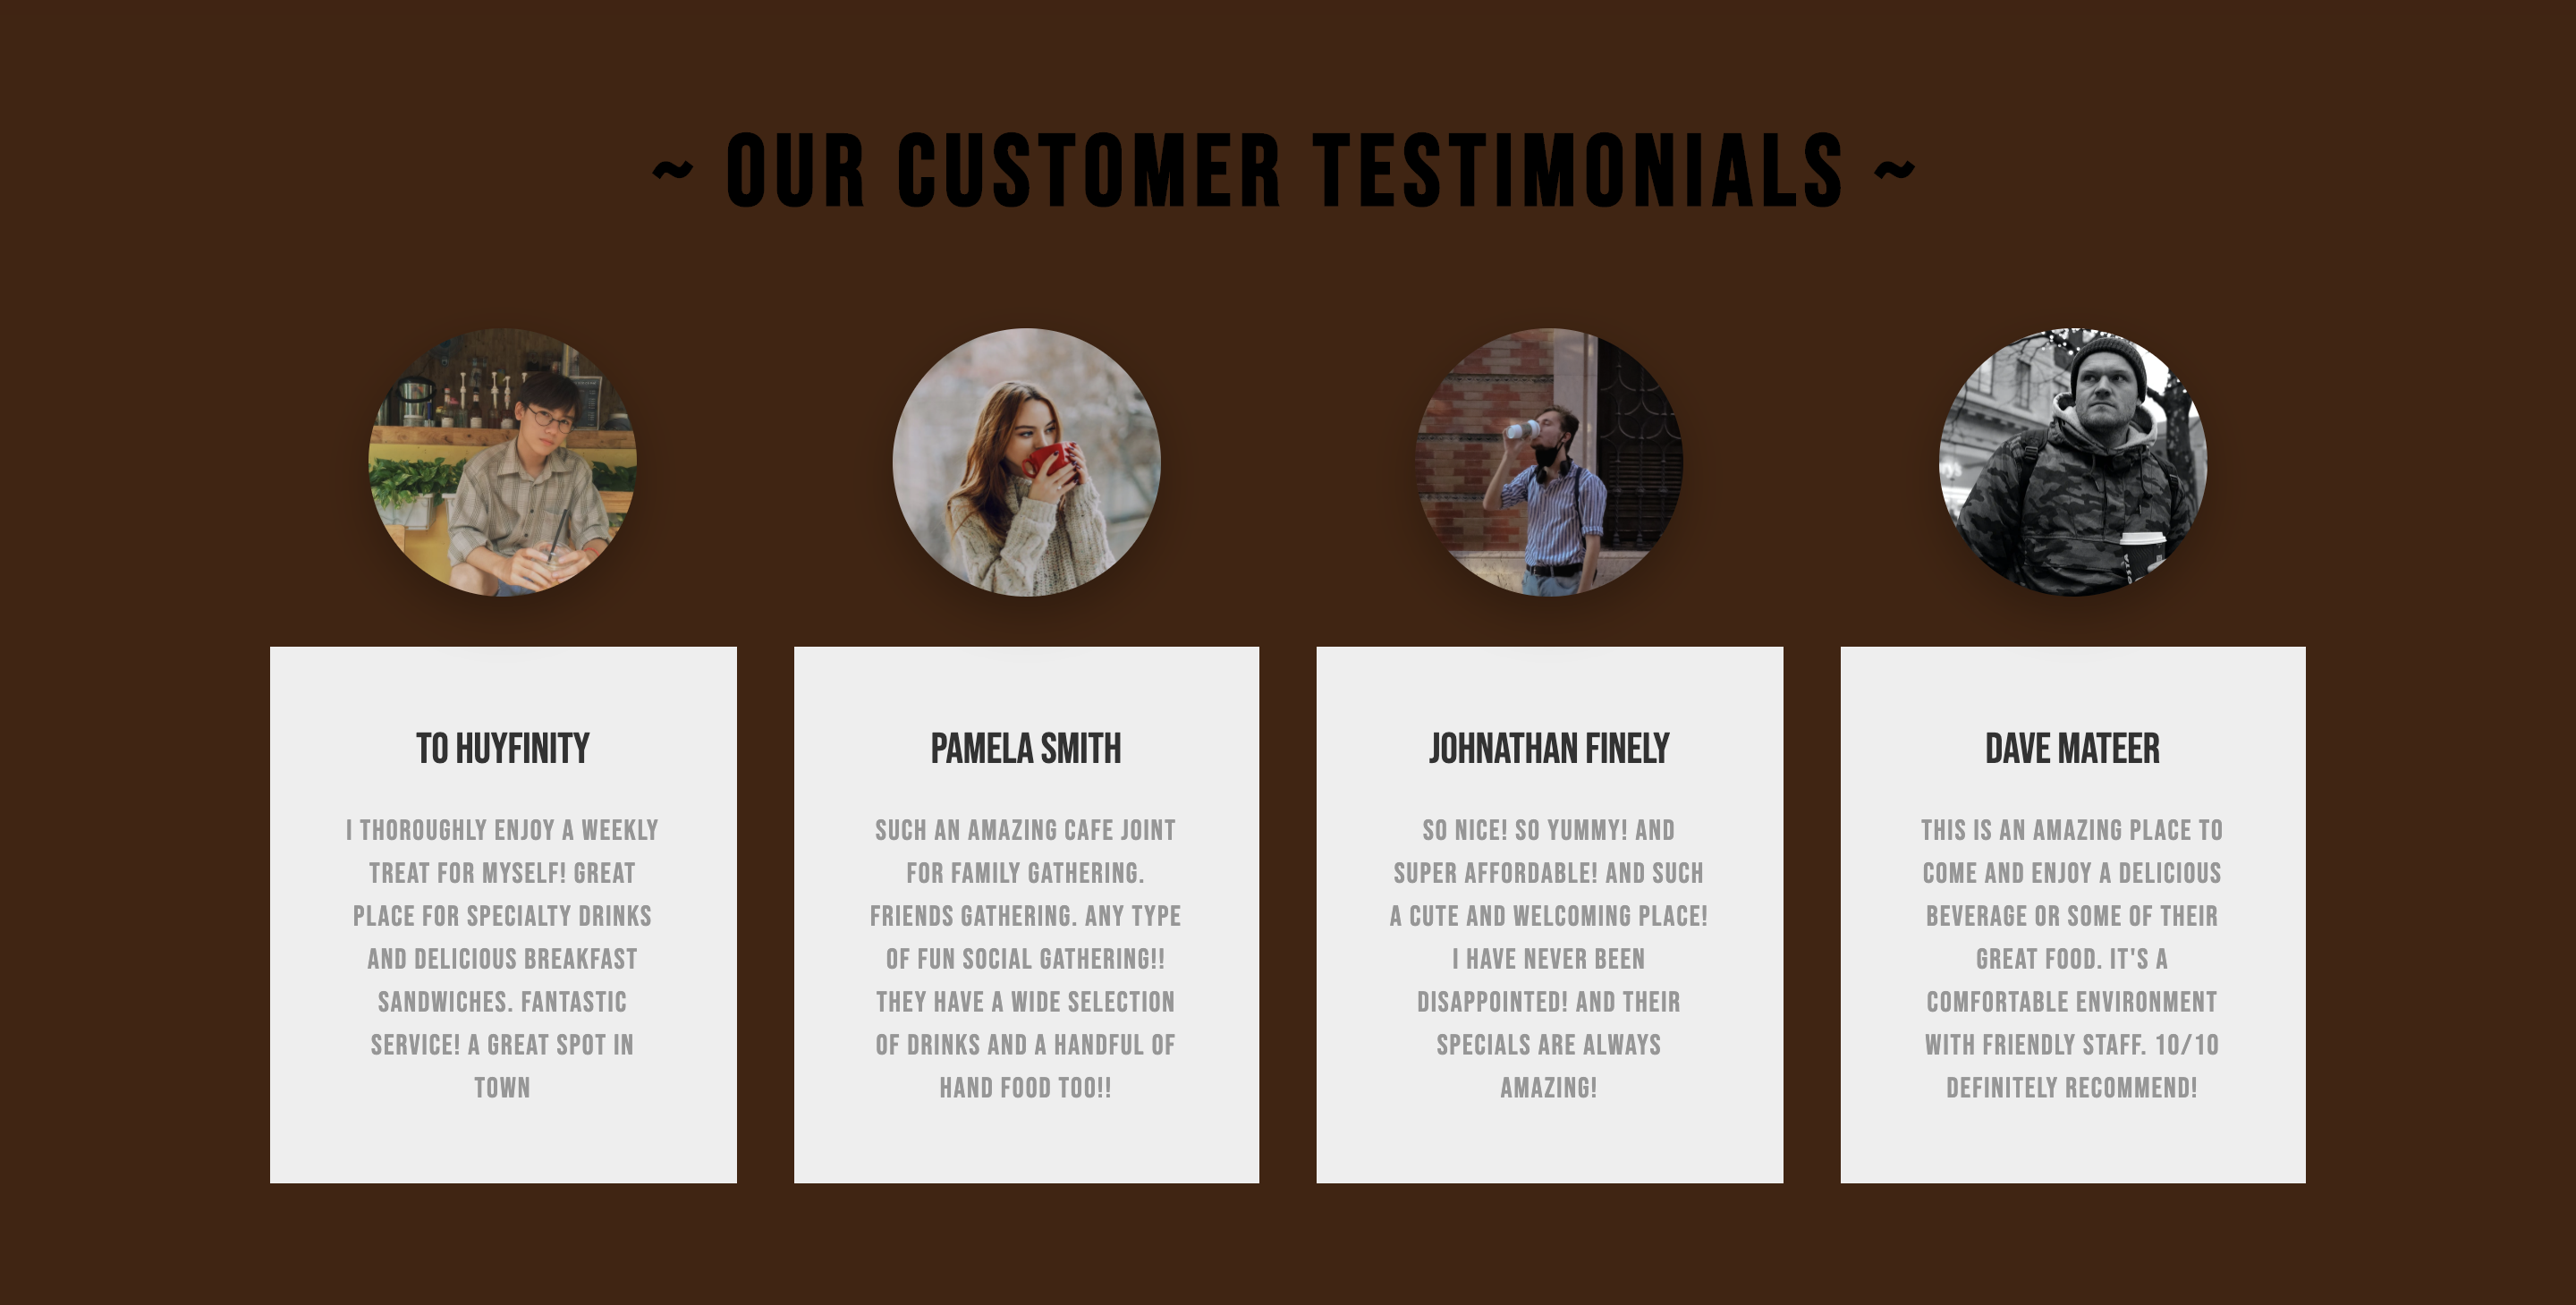 ~ OUR CUSTOMER TESTIMONIALS ~
TO HUYFINITY
I THOROUGHLY ENJOY A WEEKLY
TREAT FOR MYSELF! GREAT
PLACE FOR SPECIALTY DRINKS
AND DELICIOUS BREAKFAST
SANDWICHES. FANTASTIC
SERVICE! A GREAT SPOT IN
TOWN
PAMELA SMITH
SUCH AN AMAZING CAFE JOINT
FOR FAMILY GATHERING.
FRIENDS GATHERING. ANY TYPE
OF FUN SOCIAL GATHERING!!
THEY HAVE A WIDE SELECTION
OF DRINKS AND A HANDFUL OF
HAND FOOD TOO!!
JOHNATHAN FINELY
SO NICE! SO YUMMY! AND
SUPER AFFORDABLE! AND SUCH
A CUTE AND WELCOMING PLACE!
I HAVE NEVER BEEN
DISAPPOINTED! AND THEIR
SPECIALS ARE ALWAYS
AMAZING!
DAVE MATEER
THIS IS AN AMAZING PLACE TO
COME AND ENJOY A DELICIOUS
BEVERAGE OR SOME OF THEIR
GREAT FOOD. IT'S A
COMFORTABLE ENVIRONMENT
WITH FRIENDLY STAFF. 10/10
DEFINITELY RECOMMEND!